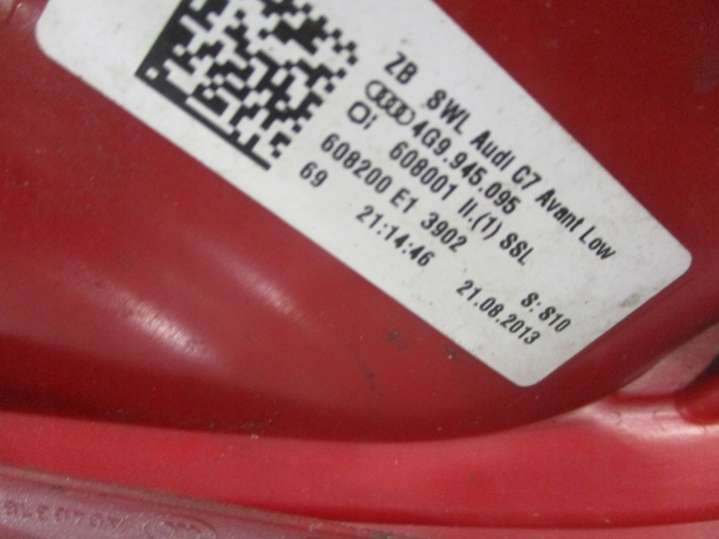 ZB SWL Audi C7 Avant Low
4G9.945.095
608001 II.(1) SSL
608200 E1 3902 S: S10
69 21:14:46 21.08.2013